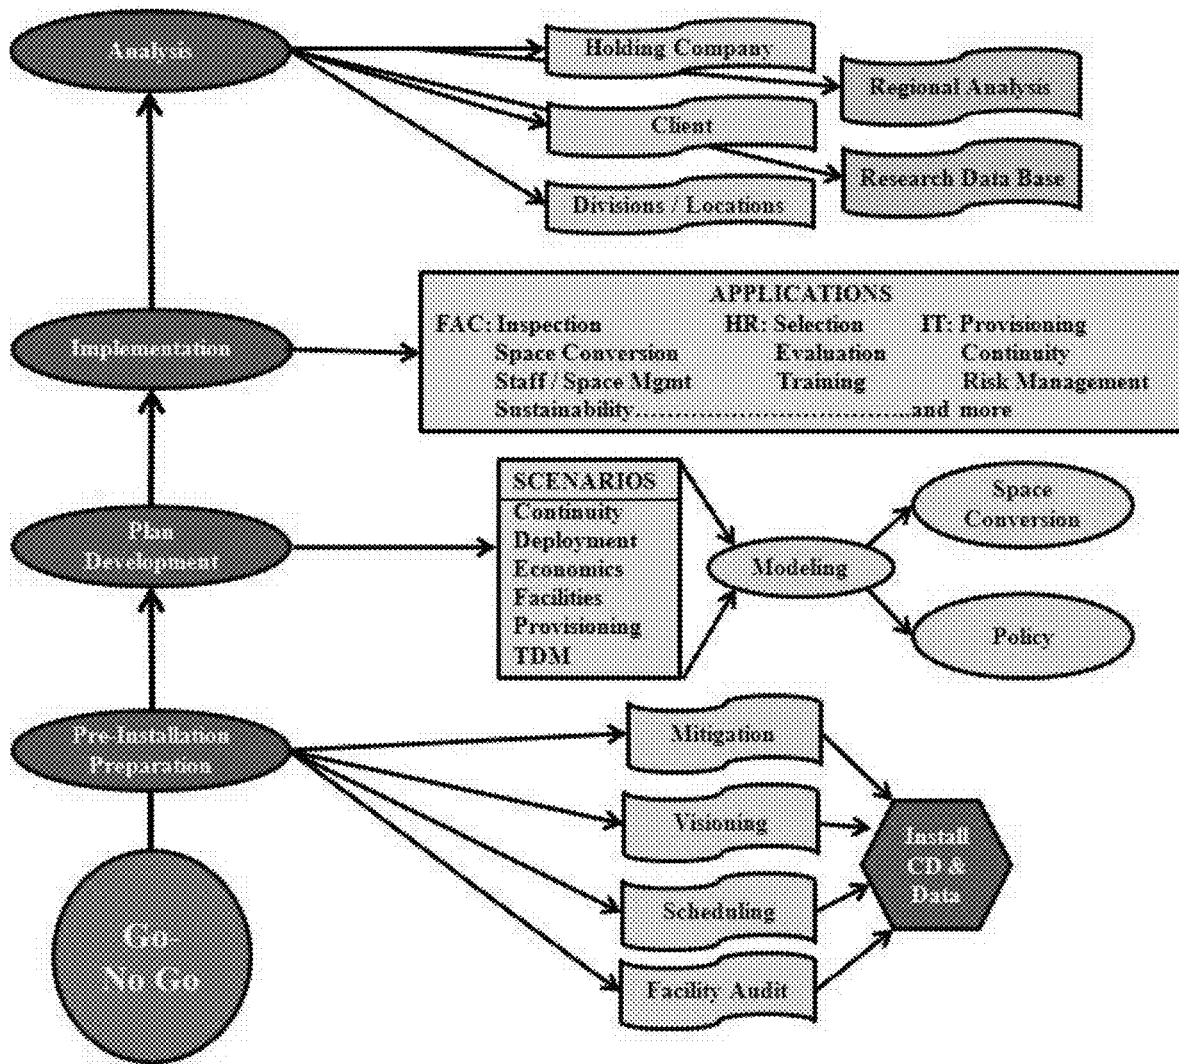 Analysis
Holding Company
Regional Analysis
Client
Research Data Base
Divisions / Locations
Implementation
APPLICATIONS
FAC: Inspection HR: Selection IT: Provisioning
Space Conversion Evaluation Continuity
Staff / Space Mgmt Training Risk Management
Sustainability……………………………..and more
Plan
Development
SCENARIOS
Continuity
Deployment
Economics
Facilities
Provisioning
TDM
Modeling
Space
Conversion
Policy
Pre-Installation
Preparation
Mitigation
Visioning
Scheduling
Facility Audit
Install
CD &
Data
Go-
No Go